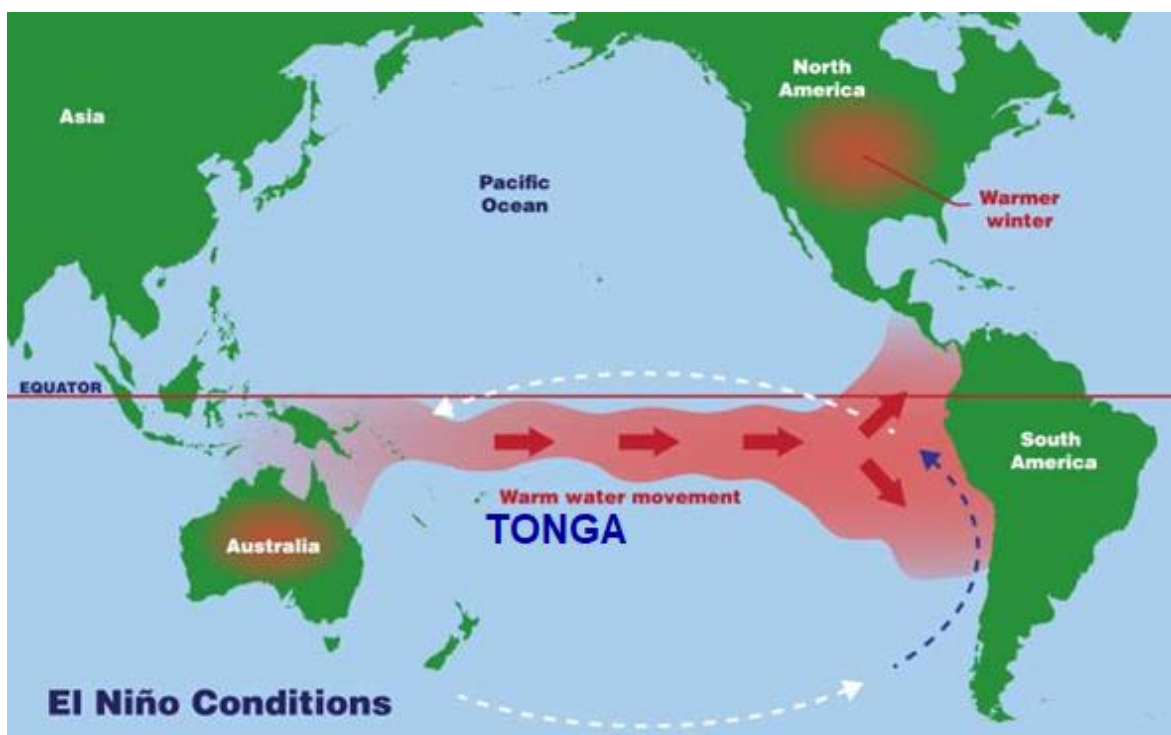 Asia
North
America
Pacific
Ocean
Warmer
winter
EQUATOR
South
America
Warm water movement
TONGA
Australia
El Niño Conditions